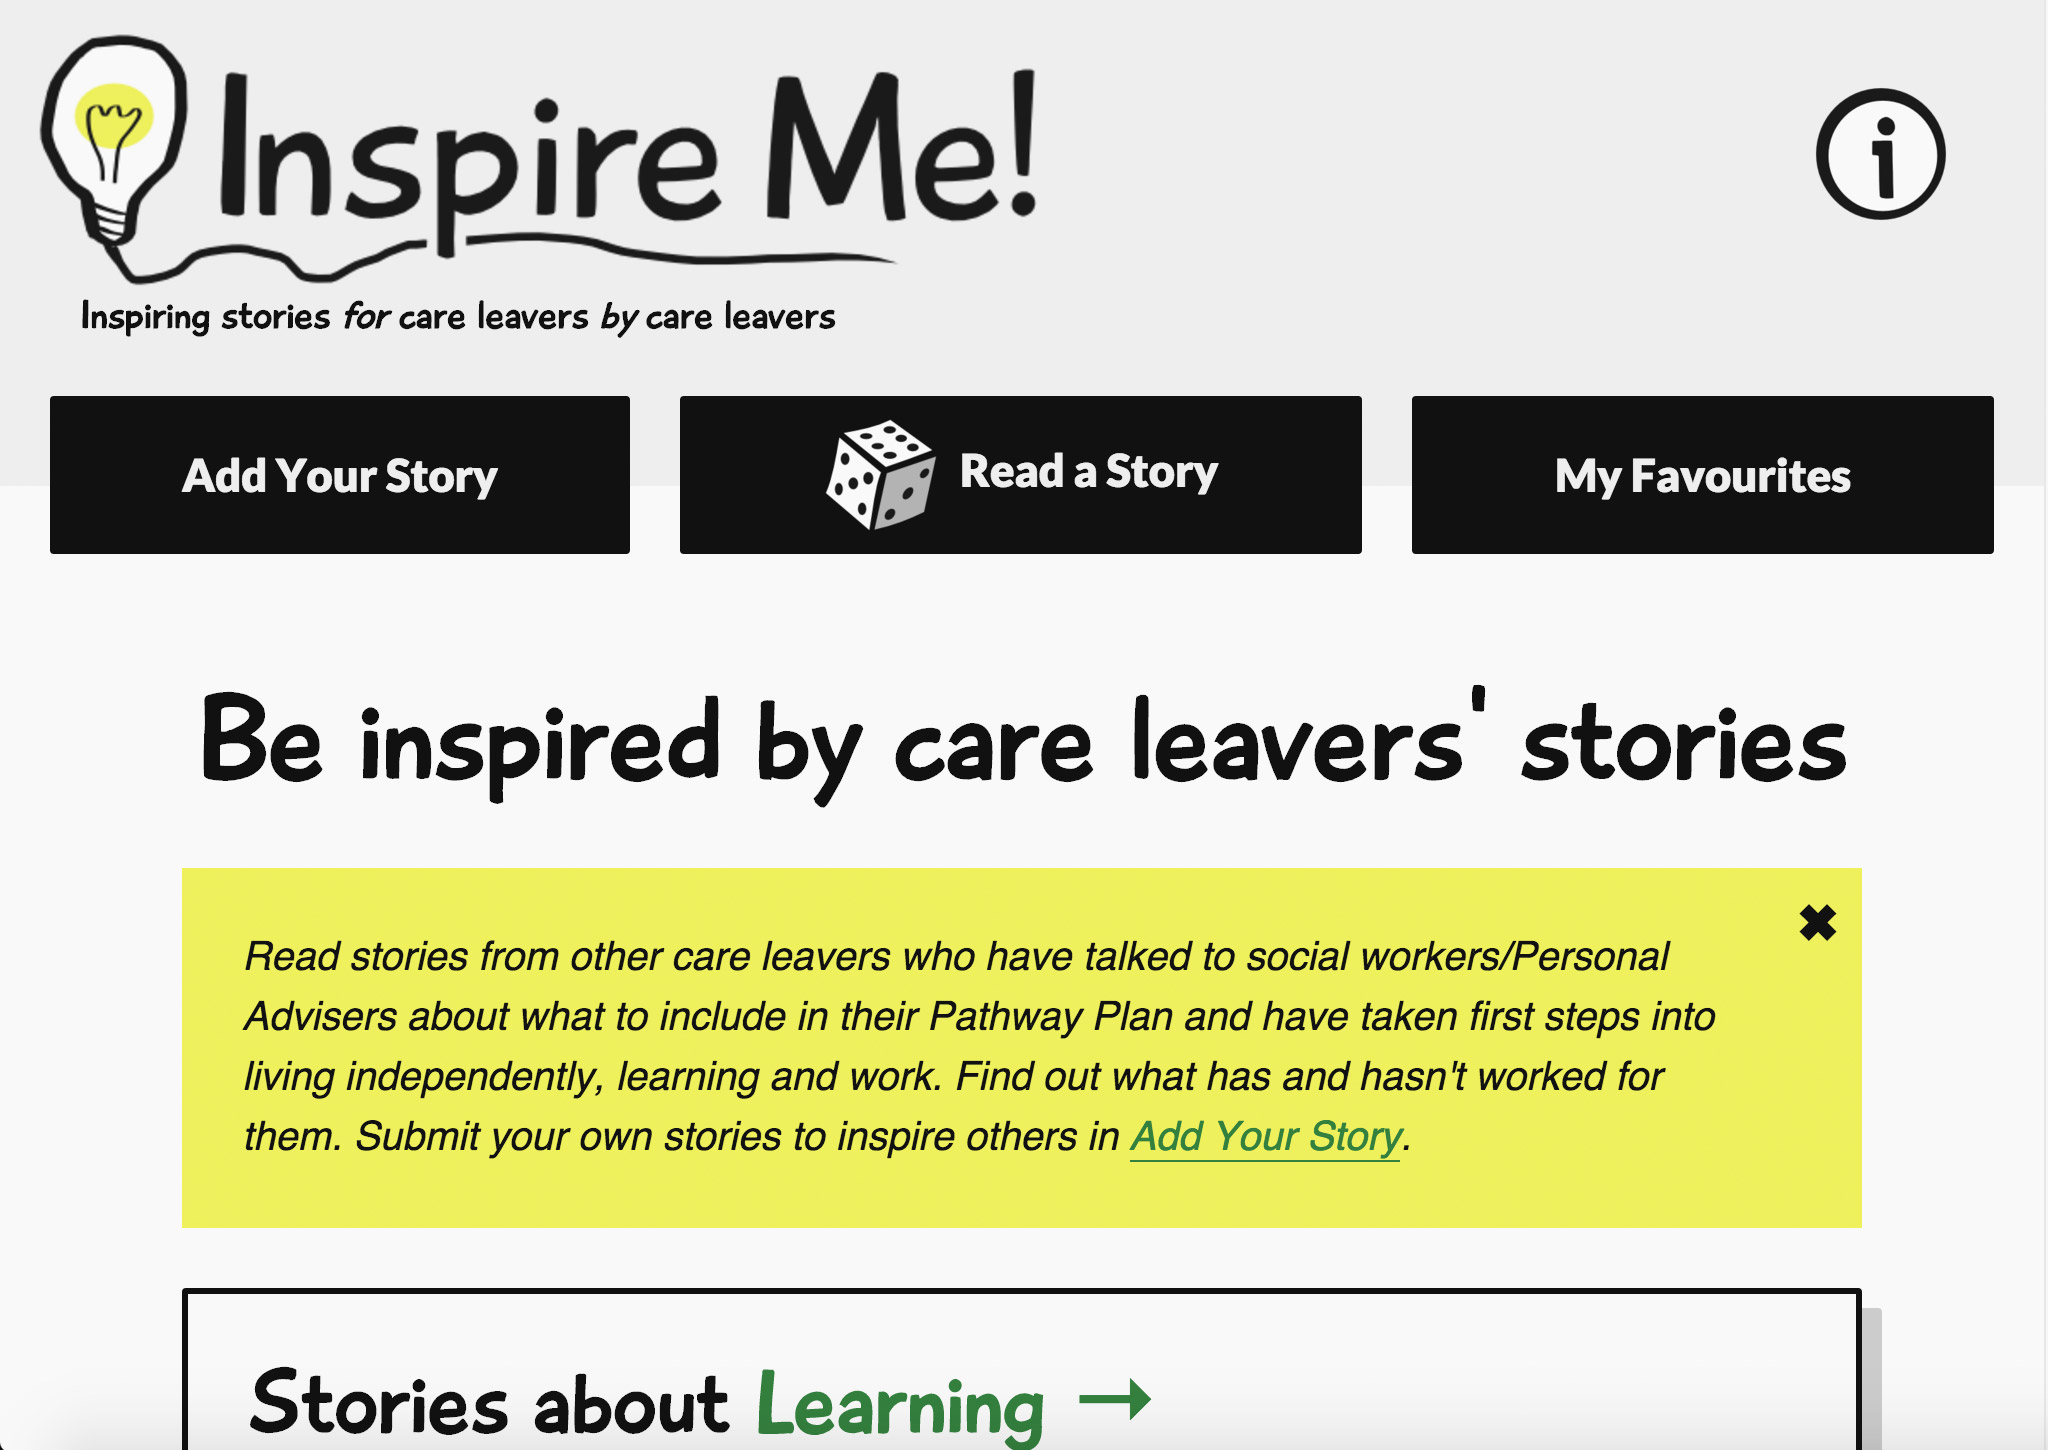 Inspire Me!
i
Inspiring stories for care leavers by care leavers
Add Your Story
Read a Story
My Favourites
Be inspired by care leavers' stories
✖
Read stories from other care leavers who have talked to social workers/Personal
Advisers about what to include in their Pathway Plan and have taken first steps into
living independently, learning and work. Find out what has and hasn't worked for
them. Submit your own stories to inspire others in Add Your Story.
Stories about Learning →